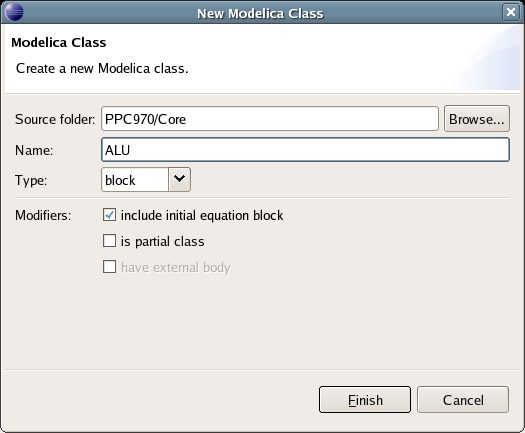 New Modelica Class
Modelica Class
Create a new Modelica class.
Source folder: PPC970/Core Browse...
Name: ALU
Type: block
Modifiers: include initial equation block
is partial class
have external body
Finish Cancel